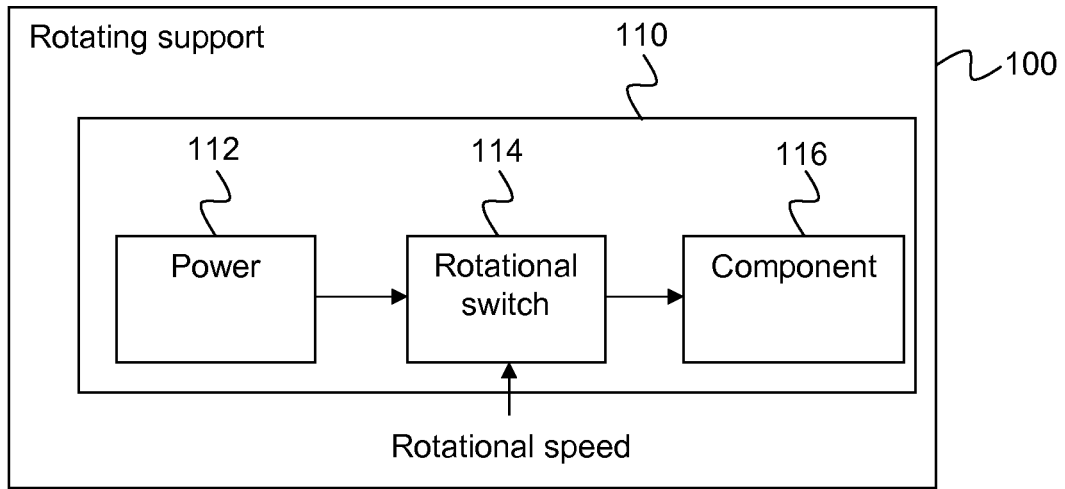 Rotating support
110
100
112
114
116
Power
Rotational
switch
Component
Rotational speed